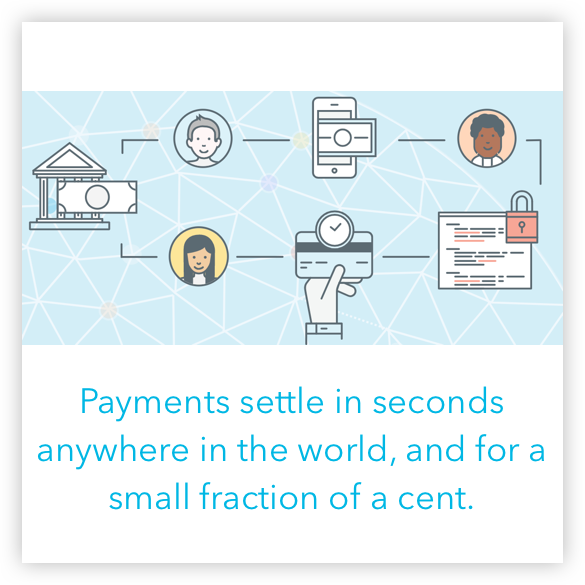 Payments settle in seconds
anywhere in the world, and for a
small fraction of a cent.